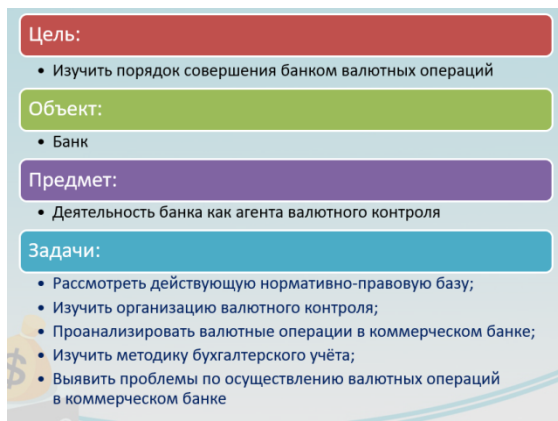 Цель:
• Изучить порядок совершения банком валютных операций
Объект:
• Банк
Предмет:
• Деятельность банка как агента валютного контроля
Задачи:
• Рассмотреть действующую нормативно-правовую базу;
• Изучить организацию валютного контроля;
• Проанализировать валютные операции в коммерческом банке;
• Изучить методику бухгалтерского учёта;
• Выявить проблемы по осуществлению валютных операций
в коммерческом банке
$